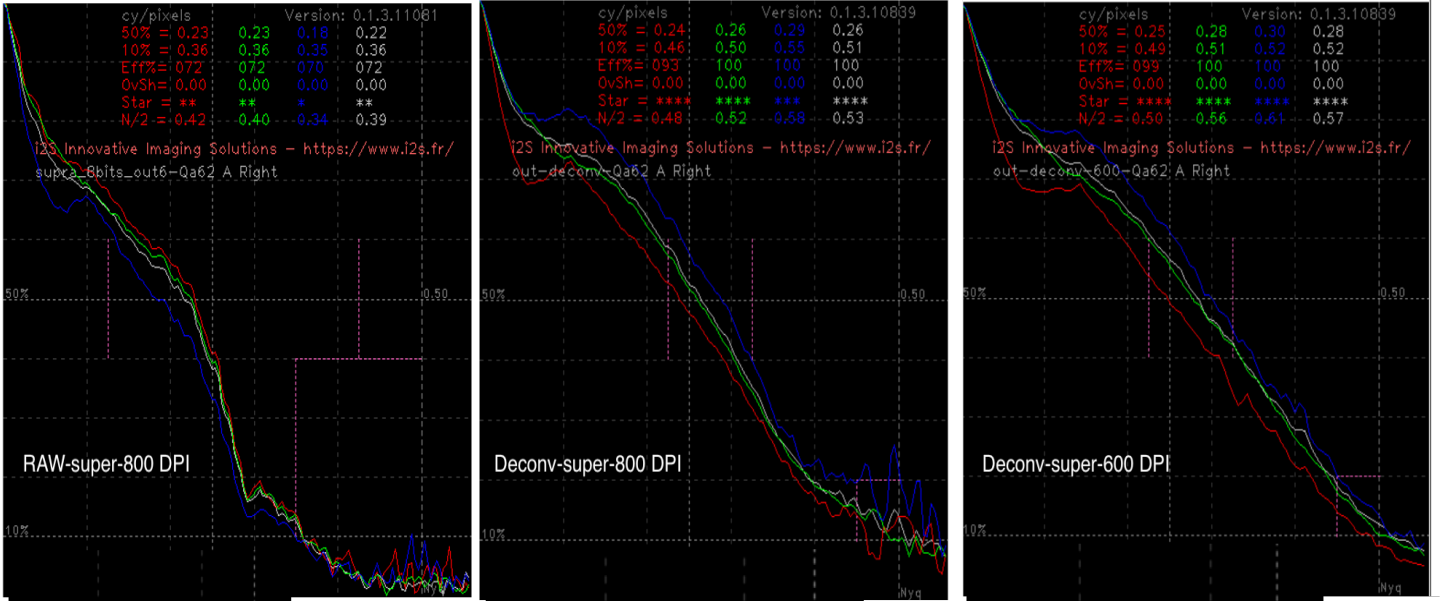 cy/pixels Version: 0.1.3.11081
50% = 0.23 0.23 0.18 0.22
10% = 0.36 0.36 0.35 0.36
Eff%= 072 072 070 072
OvSh= 0.00 0.00 0.00 0.00
Star = ** ** * **
N/2 = 0.42 0.40 0.34 0.39
i2S Innovative Imaging Solutions - https://www.i2s.fr/
supra_8bits_out6-Qa62 A Right
50% 0.50
RAW-super-800 DPI
10%
Nyq
cy/pixels Version: 0.1.3.10839
50% = 0.24 0.26 0.29 0.26
10% = 0.46 0.50 0.55 0.51
Eff%= 093 100 100 100
OvSh= 0.00 0.00 0.00 0.00
Star = **** **** *** ****
N/2 = 0.48 0.52 0.58 0.53
i2S Innovative Imaging Solutions - https://www.i2s.fr/
out-deconv-Qa62 A Right
50% 0.50
Deconv-super-800 DPI
10%
Nyq
cy/pixels Version: 0.1.3.10839
50% = 0.25 0.28 0.30 0.28
10% = 0.49 0.51 0.52 0.52
Eff%= 099 100 100 100
OvSh= 0.00 0.00 0.00 0.00
Star = **** **** **** ****
N/2 = 0.50 0.56 0.61 0.57
i2S Innovative Imaging Solutions - https://www.i2s.fr/
out-deconv-600-Qa62 A Right
50% 0.50
Deconv-super-600 DPI
10%
Nyq